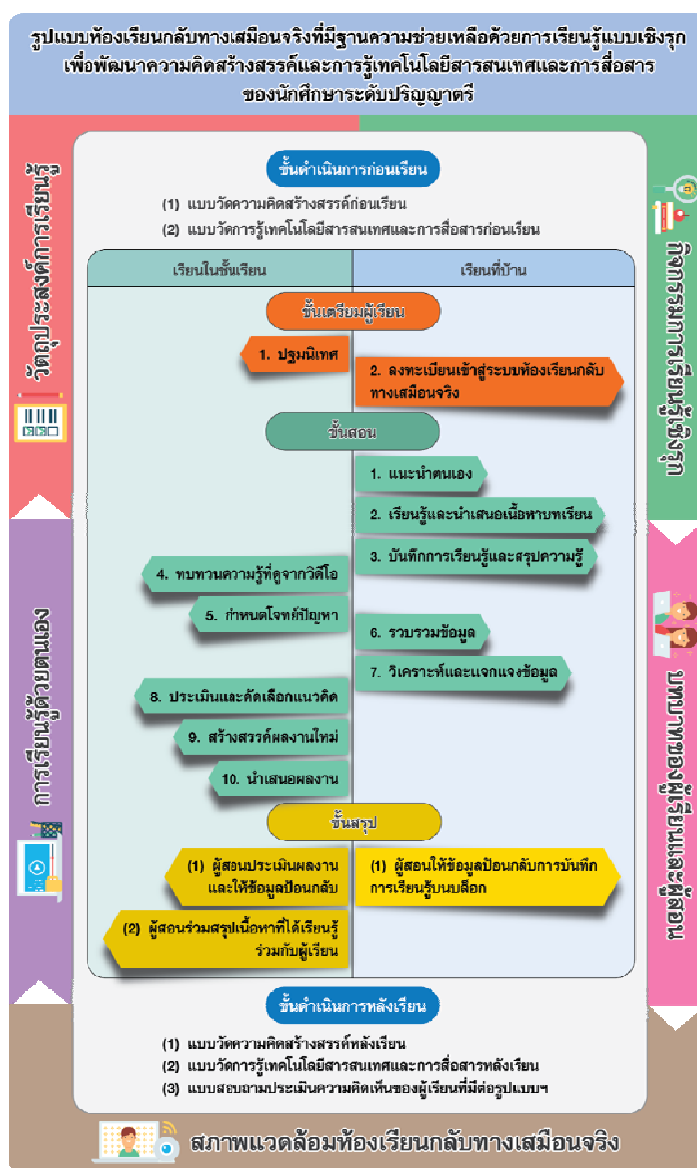 รูปแบบห้องเรียนกลับทางเสมือนจริงที่มีฐานความช่วยเหลือด้วยการเรียนรู้แบบเชิงรุก
เพื่อพัฒนาความคิดสร้างสรรค์และการรู้เทคโนโลยีสารสนเทศและการสื่อสาร
ของนักศึกษาระดับปริญญาตรี
วัตถุประสงค์การเรียนรู้
กิจกรรมการเรียนรู้เชิงรุก
ขั้นดำเนินการก่อนเรียน
(1) แบบวัดความคิดสร้างสรรค์ก่อนเรียน
(2) แบบวัดการรู้เทคโนโลยีสารสนเทศและการสื่อสารก่อนเรียน
เรียนในชั้นเรียน
เรียนที่บ้าน
ขั้นเตรียมผู้เรียน
1. ปฐมนิเทศ
2. ลงทะเบียนเข้าสู่ระบบห้องเรียนกลับ
ทางเสมือนจริง
ขั้นสอน
1. แนะนำตนเอง
2. เรียนรู้และนำเสนอเนื้อหาบทเรียน
3. บันทึกการเรียนรู้และสรุปความรู้
4. ทบทวนความรู้ที่ดูจากวิดีโอ
5. กำหนดโจทย์ปัญหา
6. รวบรวมข้อมูล
7. วิเคราะห์และแจกแจงข้อมูล
8. ประเมินและคัดเลือกแนวคิด
9. สร้างสรรค์ผลงานใหม่
10. นำเสนอผลงาน
การเรียนรู้ด้วยตนเอง
บทบาทของผู้เรียนและผู้สอน
ขั้นสรุป
(1) ผู้สอนประเมินผลงาน
และให้ข้อมูลป้อนกลับ
(1) ผู้สอนให้ข้อมูลป้อนกลับการบันทึก
การเรียนรู้บนบล็อก
(2) ผู้สอนร่วมสรุปเนื้อหาที่ได้เรียนรู้
ร่วมกับผู้เรียน
ขั้นดำเนินการหลังเรียน
(1) แบบวัดความคิดสร้างสรรค์หลังเรียน
(2) แบบวัดการรู้เทคโนโลยีสารสนเทศและการสื่อสารหลังเรียน
(3) แบบสอบถามประเมินความคิดเห็นของผู้เรียนที่มีต่อรูปแบบฯ
สภาพแวดล้อมห้องเรียนกลับทางเสมือนจริง